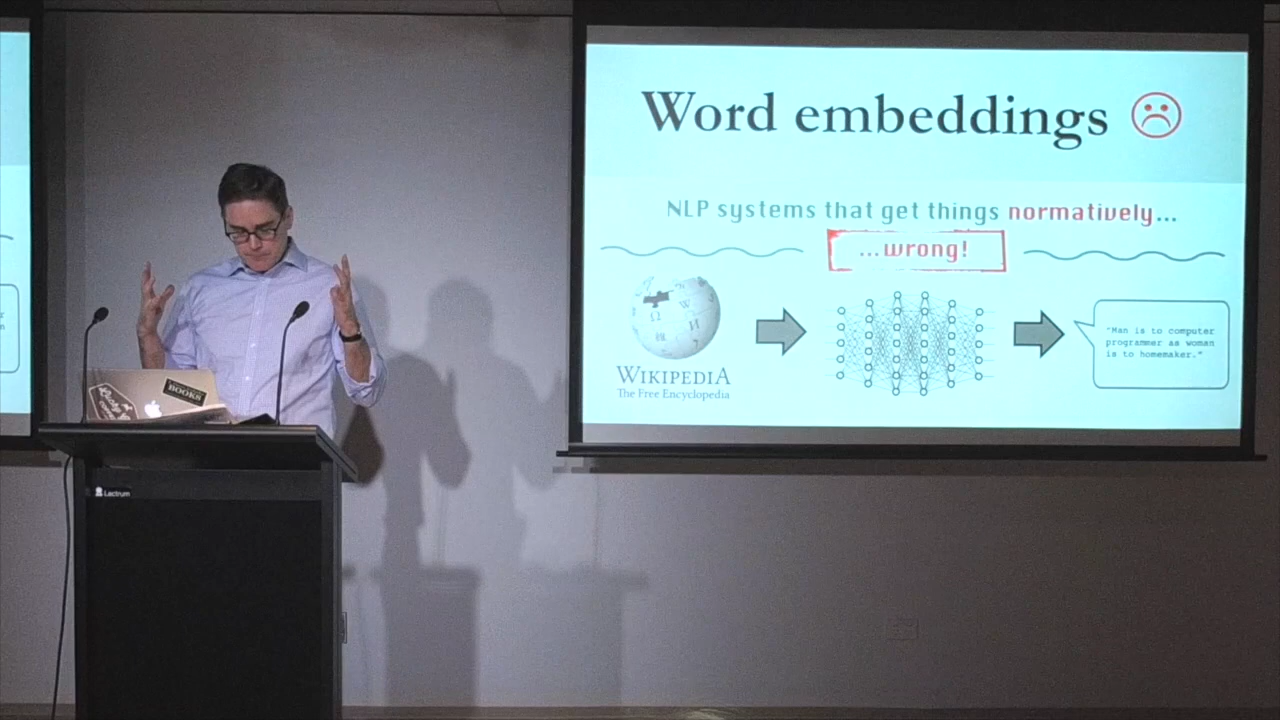 Word embeddings
NLP systems that get things normatively...
...wrong!
WIKIPEDIA
The Free Encyclopedia
"Man is to computer
programmer as woman
is to homemaker."
BOOKS
Lectrum